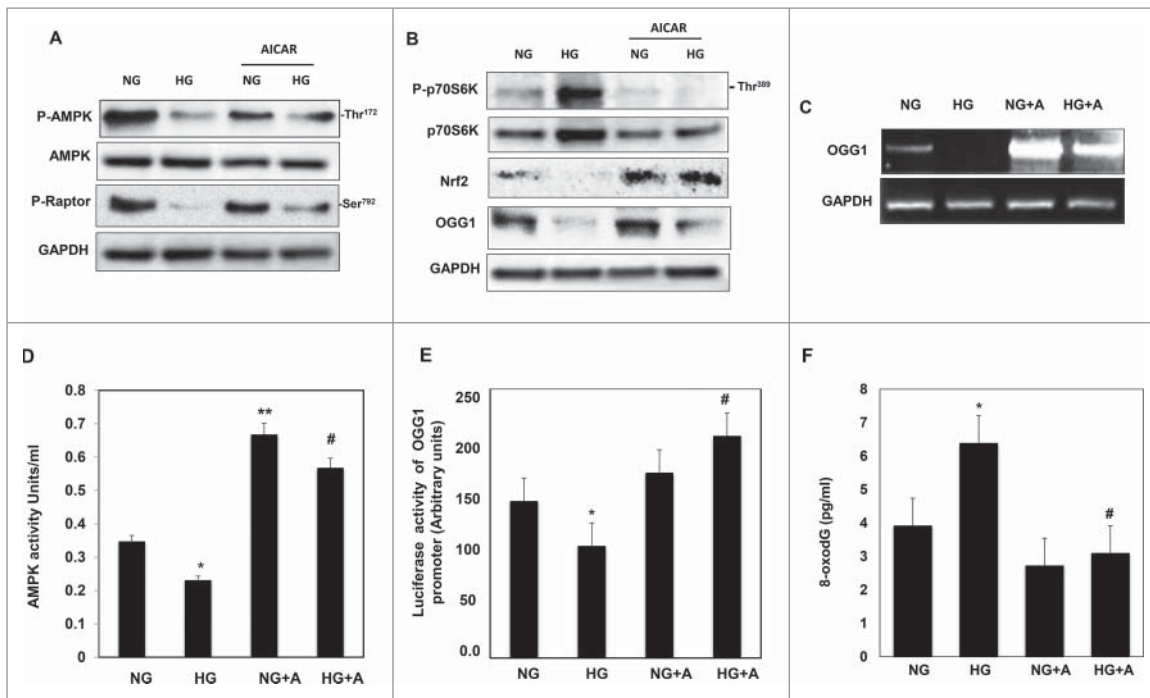 A
AICAR
NG HG NG HG
P-AMPK -Thr172
AMPK
P-Raptor -Ser792
GAPDH
B
AICAR
NG HG NG HG
P-p70S6K - Thr389
p70S6K
Nrf2
OGG1
GAPDH
C
NG HG NG+A HG+A
OGG1
GAPDH
D
AMPK activity Units/ml
0.8
0.7
0.6
0.5
0.4
0.3
0.2
0.1
0
**
#
*
NG HG NG+A HG+A
E
Luciferase activity of OGG1
promoter (Arbitrary units)
250
200
150
100
50
0.0
#
*
NG HG NG+A HG+A
F
8-oxodG (pg/ml)
8
7
6
5
4
3
2
1
0
*
#
NG HG NG+A HG+A